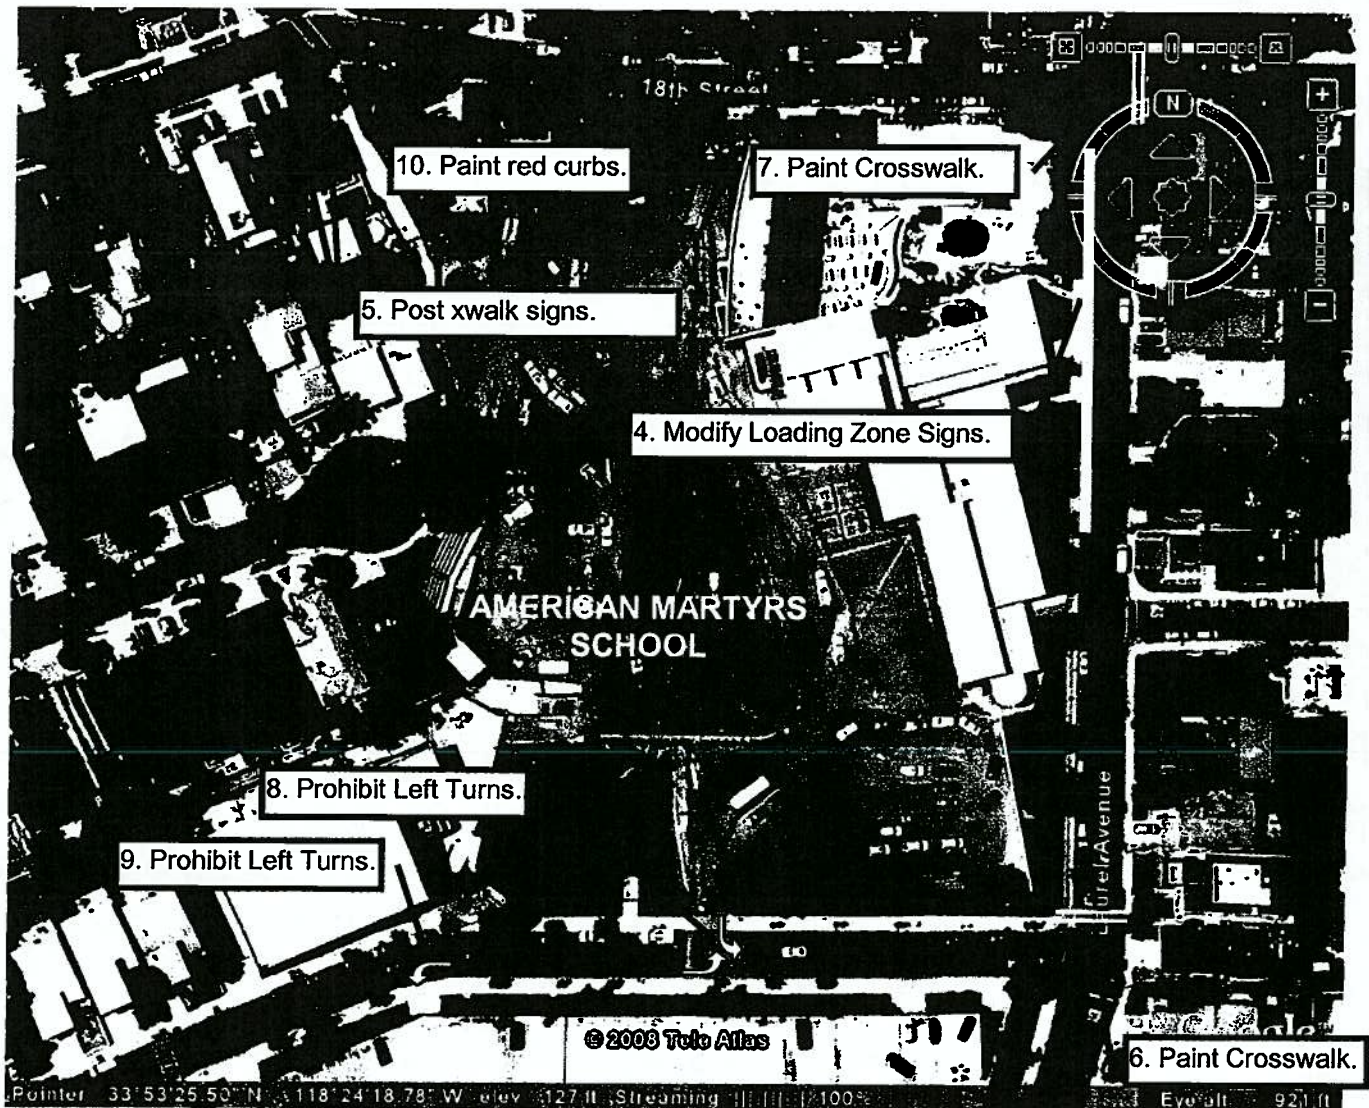 18th Street
N
10. Paint red curbs.
7. Paint Crosswalk.
5. Post xwalk signs.
4. Modify Loading Zone Signs.
AMERICAN MARTYRS
SCHOOL
8. Prohibit Left Turns.
9. Prohibit Left Turns.
Avenue
© 2008 Tele Atlas
6. Paint Crosswalk.
Pointer 33°53'25.50" N 118°24'18.78" W elev 127 ft Streaming 100% Eye alt 921 ft